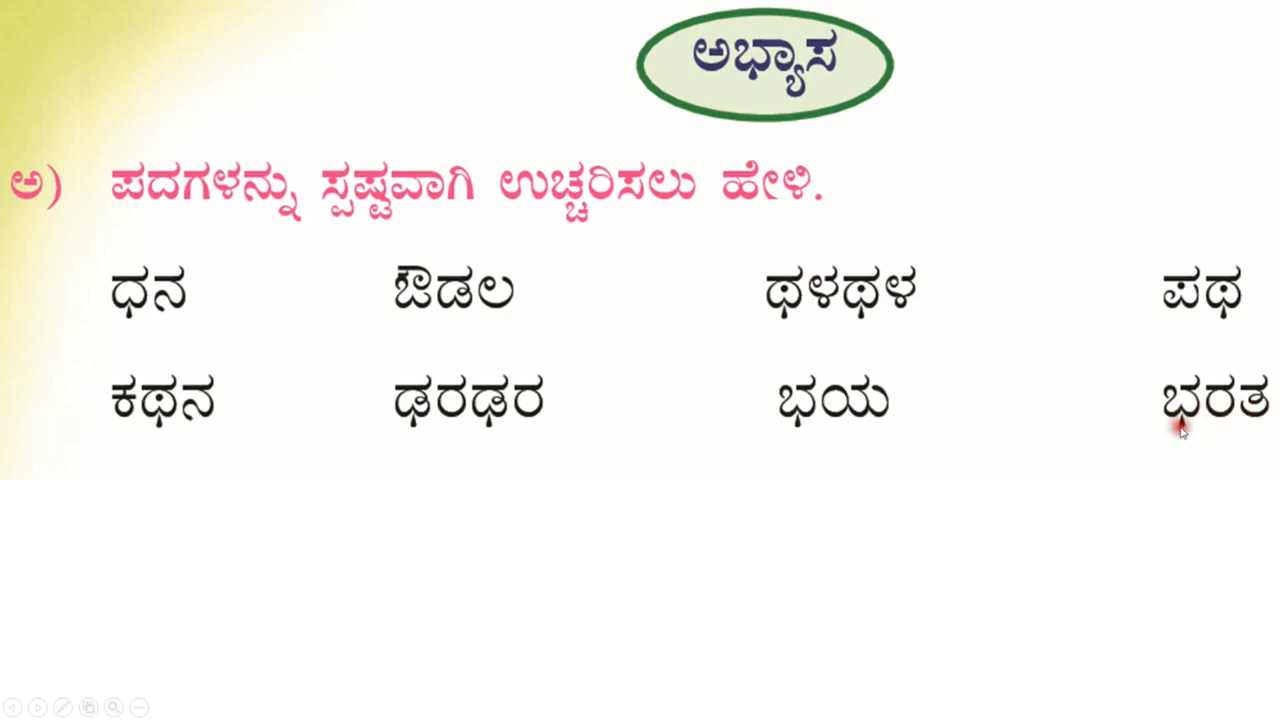 ಅಭ್ಯಾಸ
ಅ) ಪದಗಳನ್ನು ಸ್ಪಷ್ಟವಾಗಿ ಉಚ್ಚರಿಸಲು ಹೇಳಿ.
ಧನ ಔಡಲ ಥಳಥಳ ಪಥ
ಕಥನ ಢರಢರ ಭಯ ಭರತ